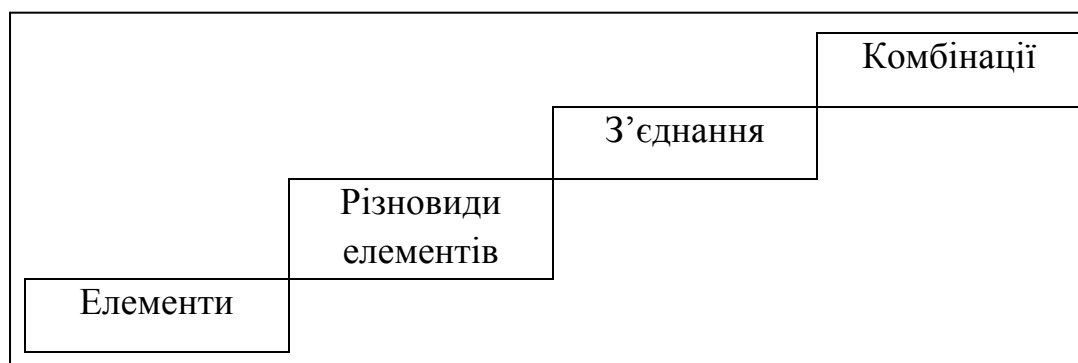 Комбінації
З’єднання
Різновиди
елементів
Елементи